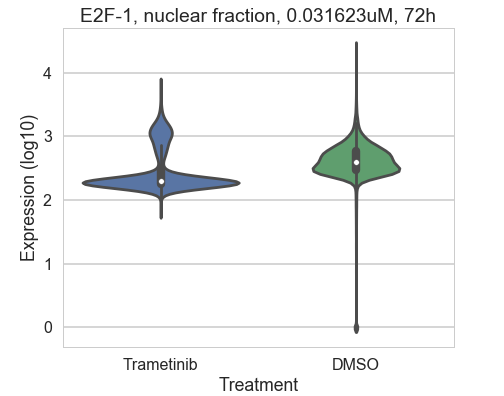 E2F-1, nuclear fraction, 0.031623uM, 72h
Expression (log10)
4
3
2
1
0
Trametinib DMSO
Treatment